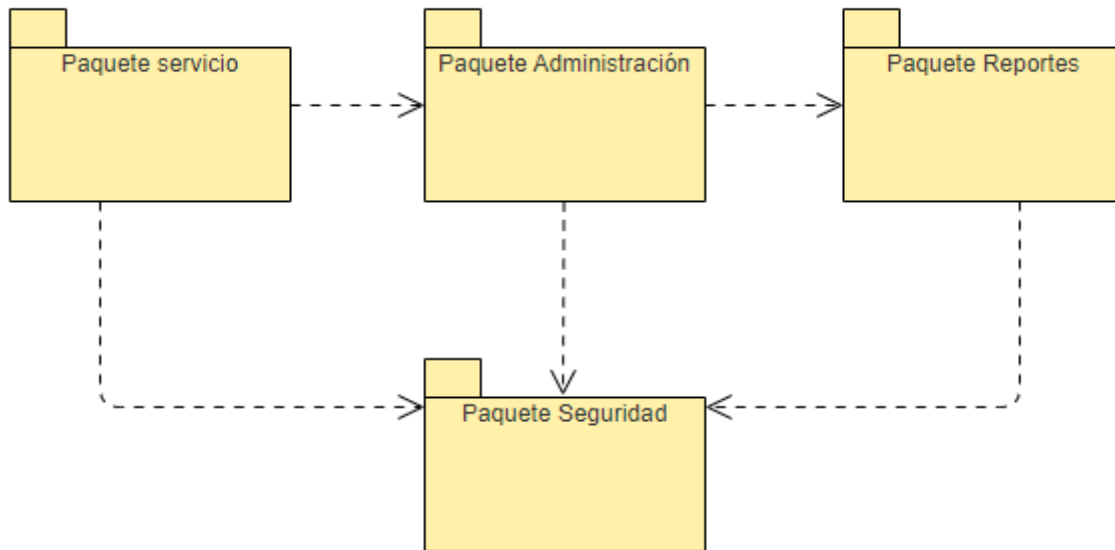 Paquete servicio
Paquete Administración
Paquete Reportes
Paquete Seguridad